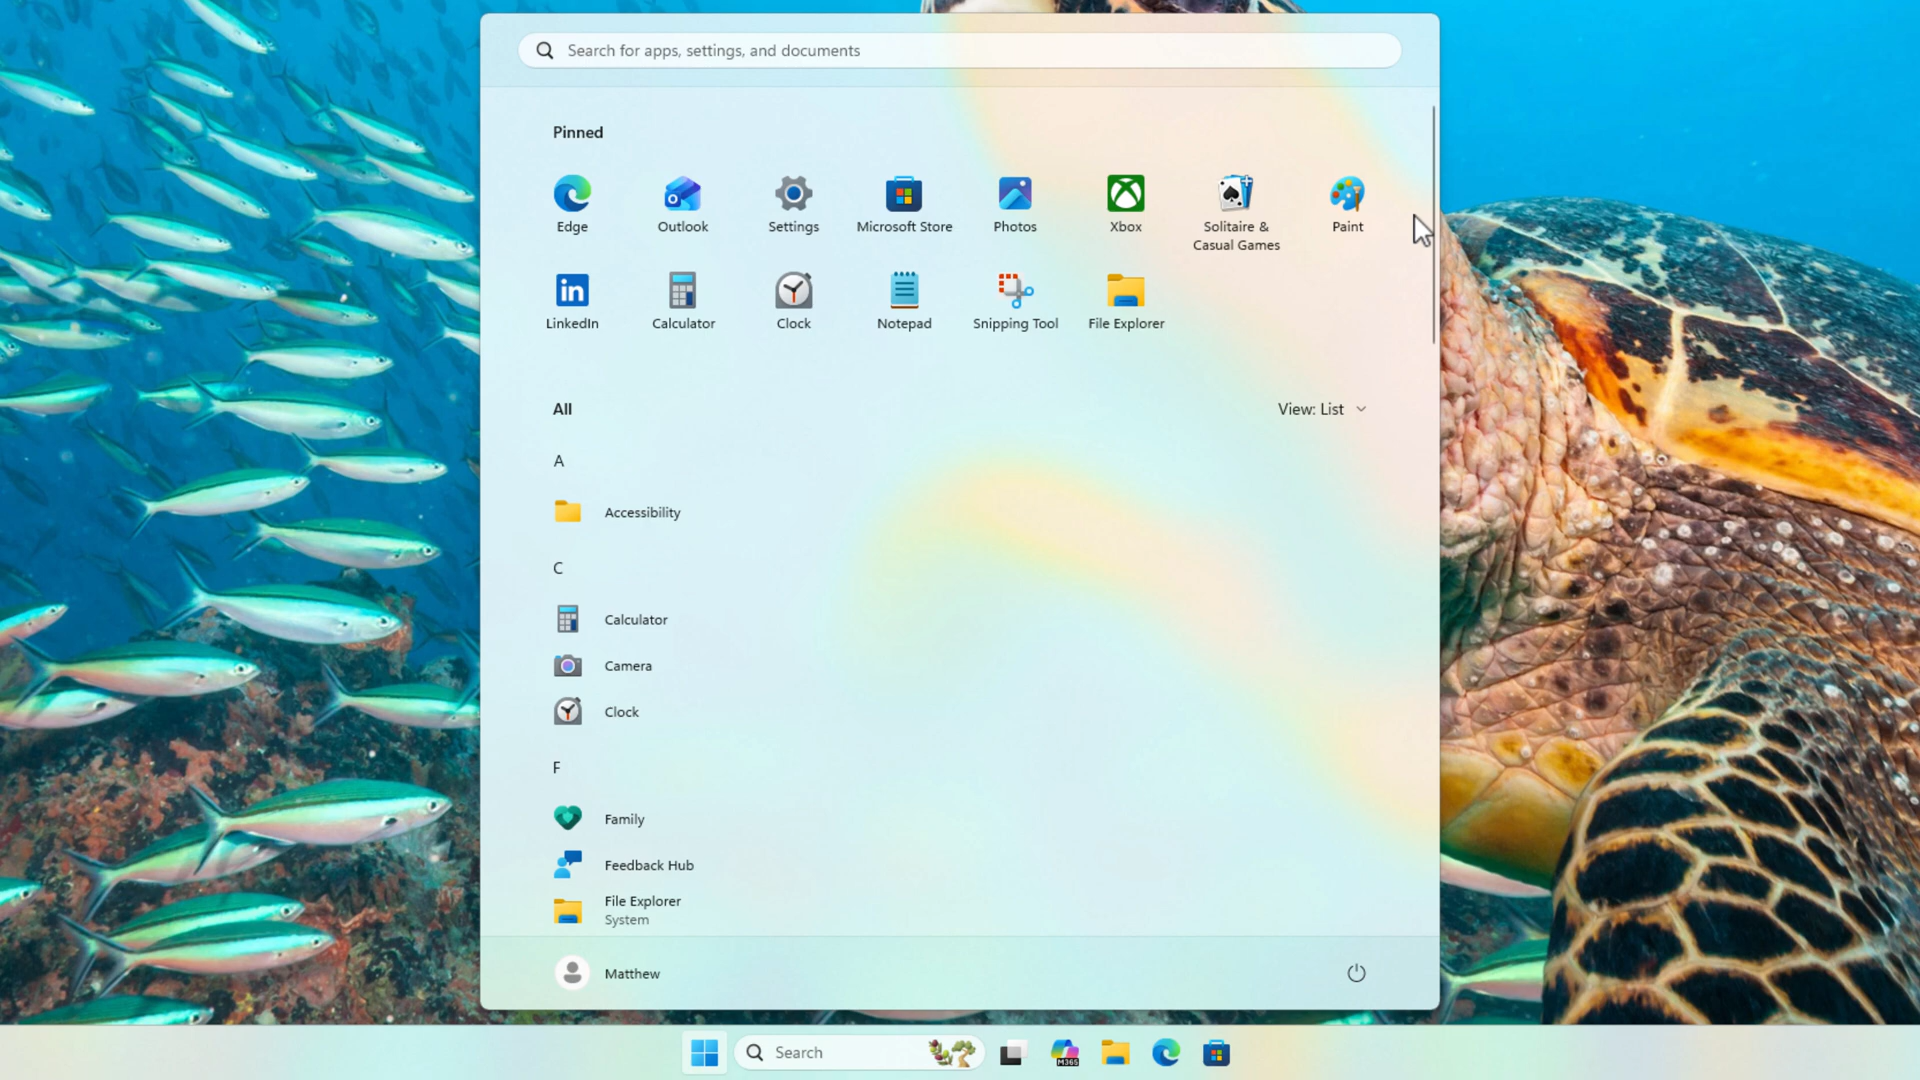 Search for apps, settings, and documents
Pinned
Edge
Outlook
Settings
Microsoft Store
Photos
Xbox
Solitaire &
Casual Games
Paint
LinkedIn
Calculator
Clock
Notepad
Snipping Tool
File Explorer
All
View: List
A
Accessibility
C
Calculator
Camera
Clock
F
Family
Feedback Hub
File Explorer
System
Matthew
Search
M365